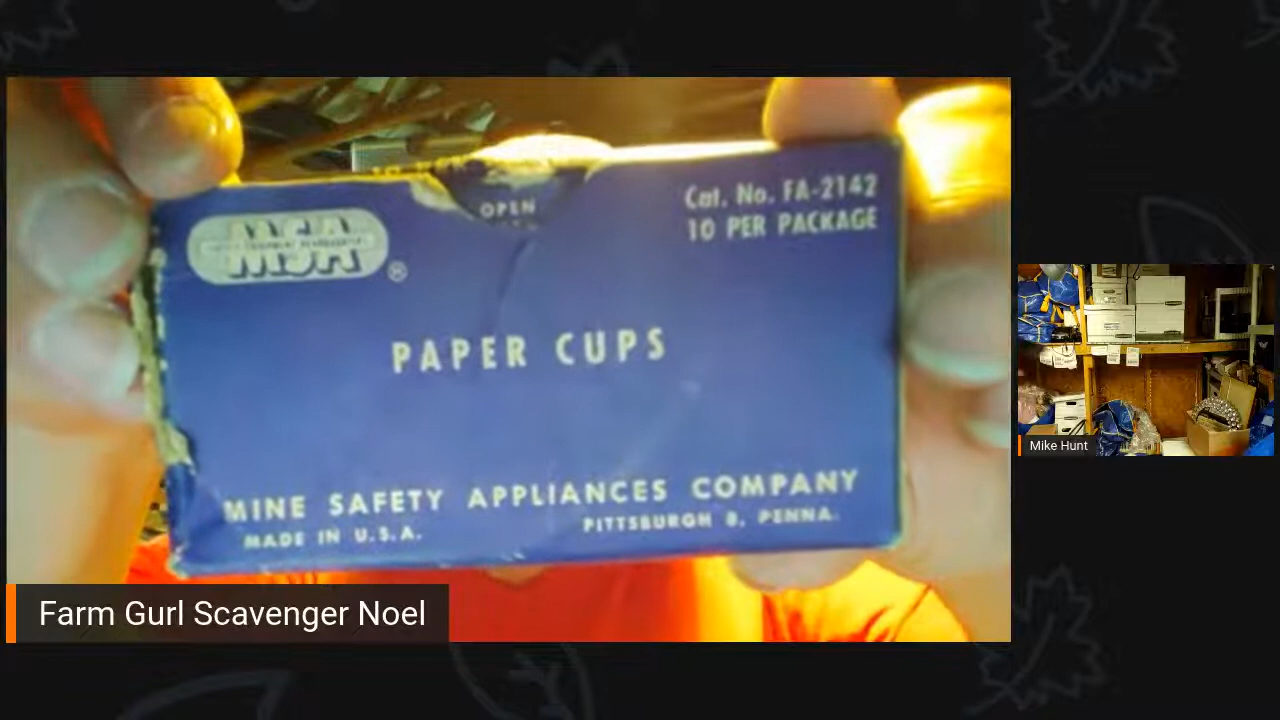 OPEN
Cat. No. FA-2142
10 PER PACKAGE
MSA
®
PAPER CUPS
MINE SAFETY APPLIANCES COMPANY
MADE IN U.S.A.
PITTSBURGH 8, PENNA.
Farm Gurl Scavenger Noel
Mike Hunt